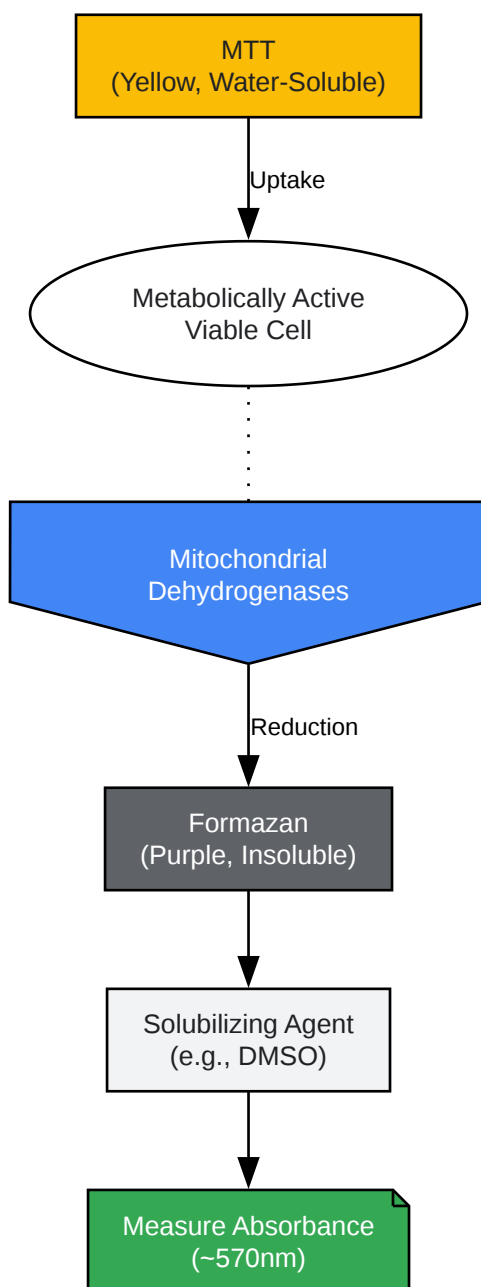 MTT
(Yellow, Water-Soluble)
Uptake
Metabolically Active
Viable Cell
Mitochondrial
Dehydrogenases
Reduction
Formazan
(Purple, Insoluble)
Solubilizing Agent
(e.g., DMSO)
Measure Absorbance
(~570nm)